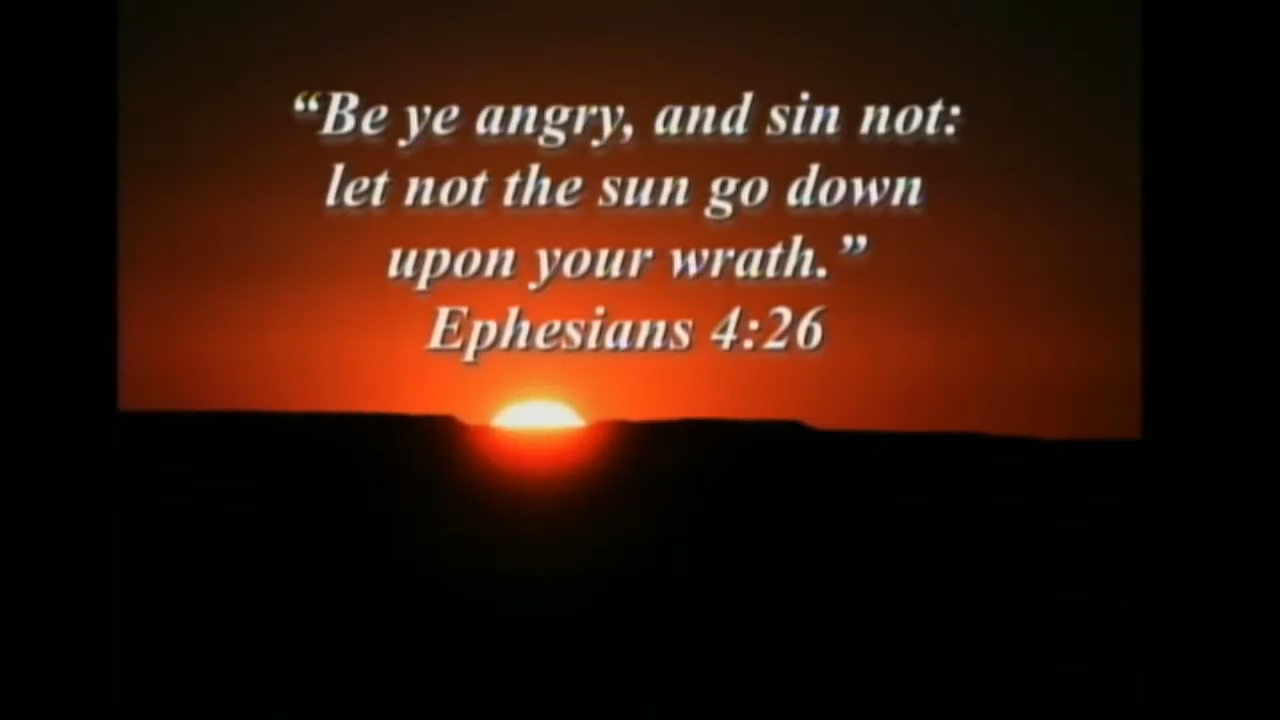 “Be ye angry, and sin not:
let not the sun go down
upon your wrath.”
Ephesians 4:26